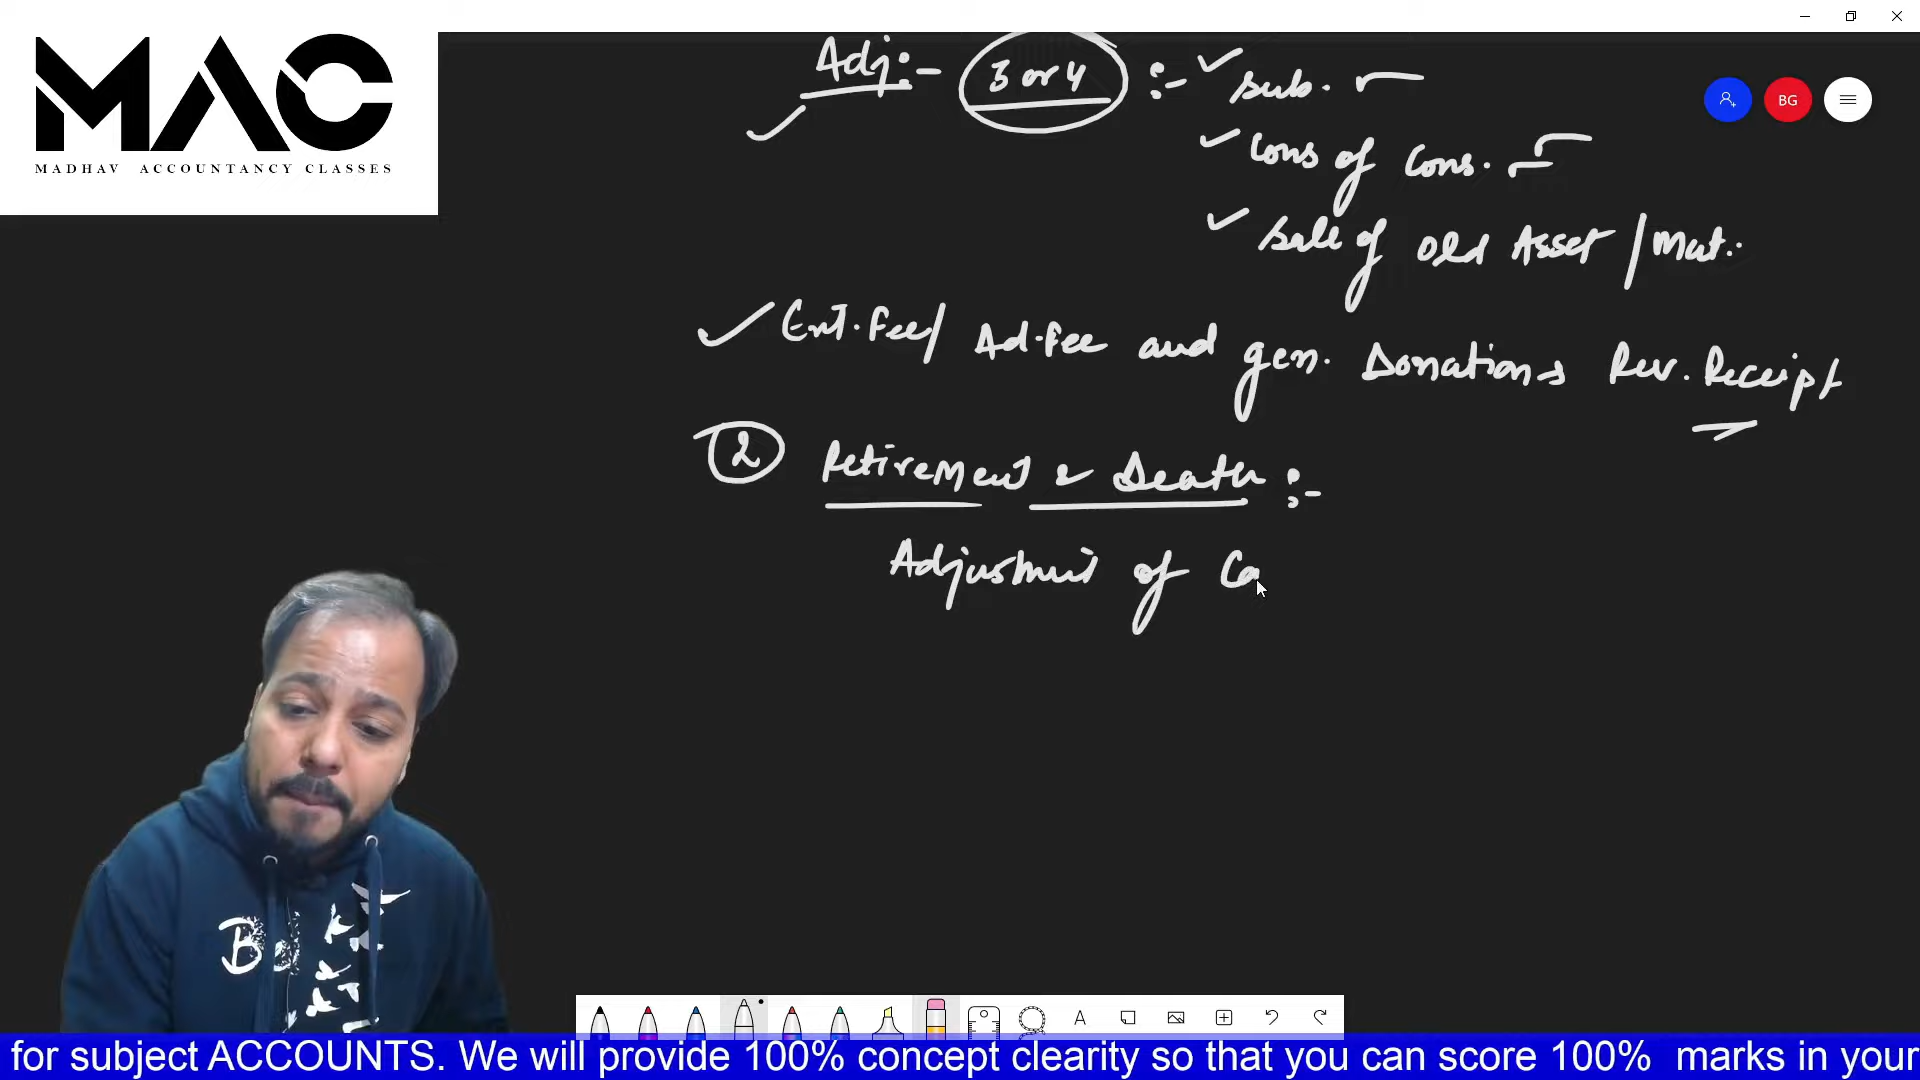 MAC
MADHAV ACCOUNTANCY CLASSES
Adj:- 3 or 4 :- Sub.
Cons of Cons.
Sale of Old Asset / Mat.
Ent. Fee/ Ad. Fee and gen. Donations Rev. Receipt
2 Retirement & Death :-
Adjustment of Ca
BG
A
for subject ACCOUNTS. We will provide 100% concept clearity so that you can score 100% marks in your